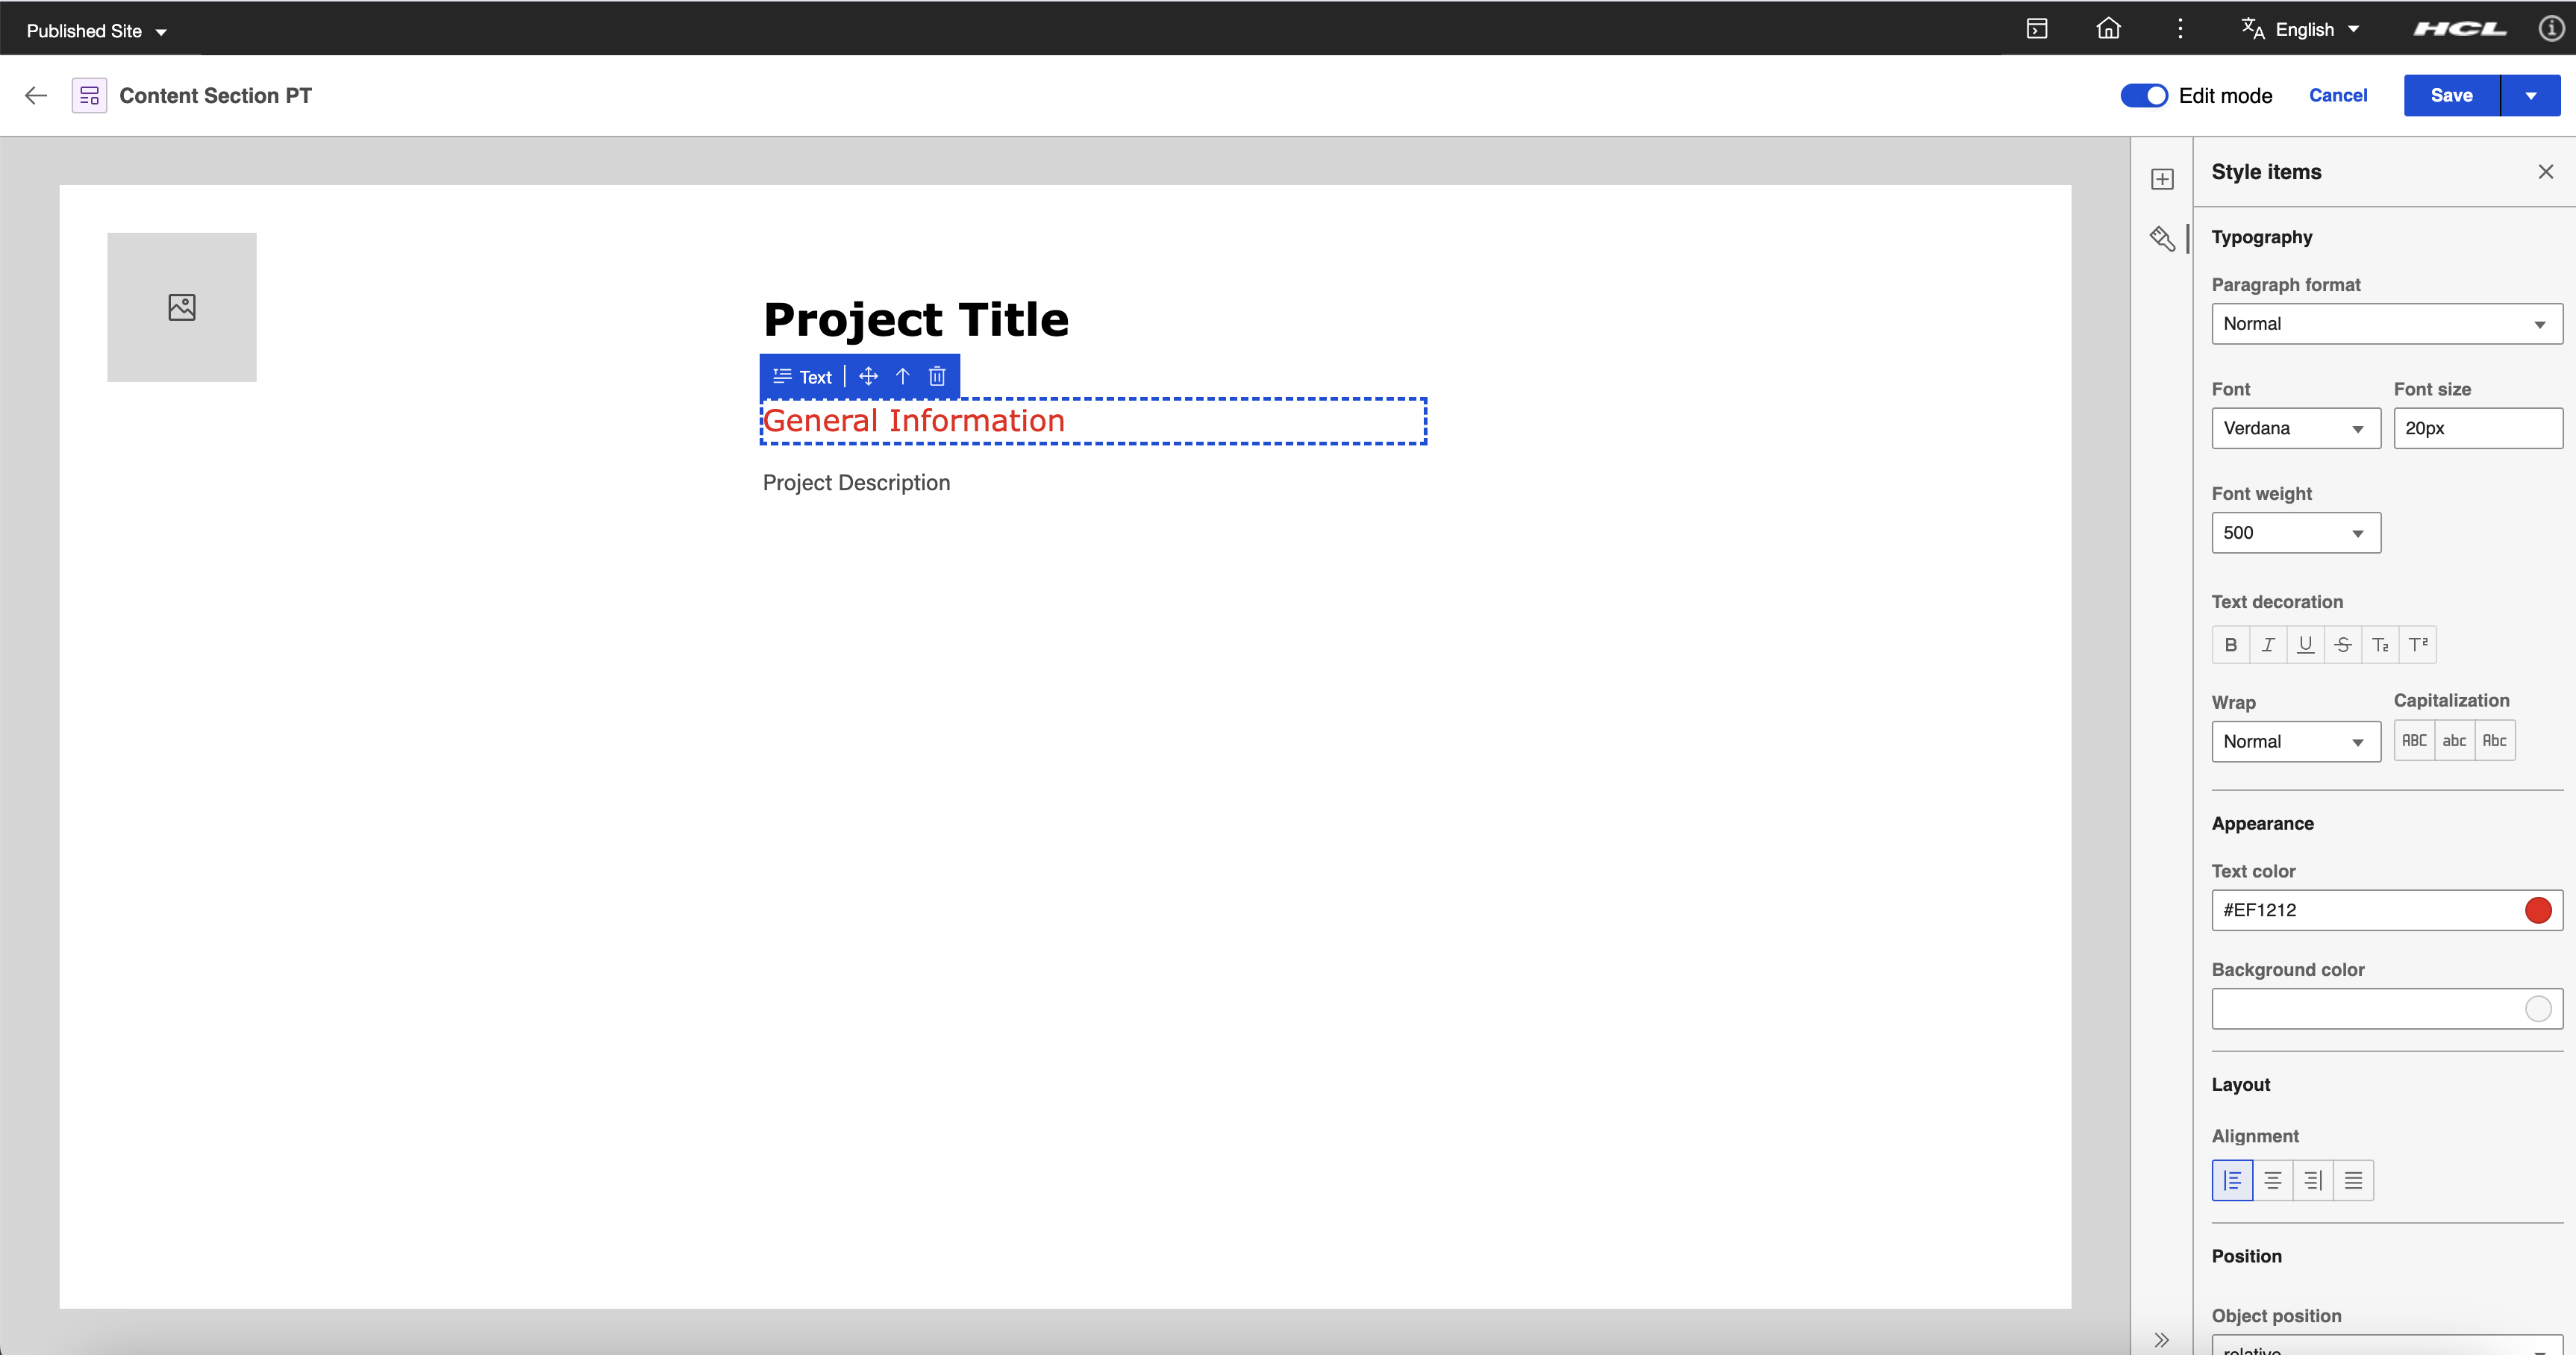 Published Site
English
HCL
Content Section PT
Edit mode
Cancel
Save
Project Title
Text
General Information
Project Description
Style items
Typography
Paragraph format
Normal
Font
Font size
Verdana
20px
Font weight
500
Text decoration
B I U S T₂ T²
Wrap
Capitalization
Normal
ABC abc Abc
Appearance
Text color
#EF1212
Background color
Layout
Alignment
Position
Object position
relative